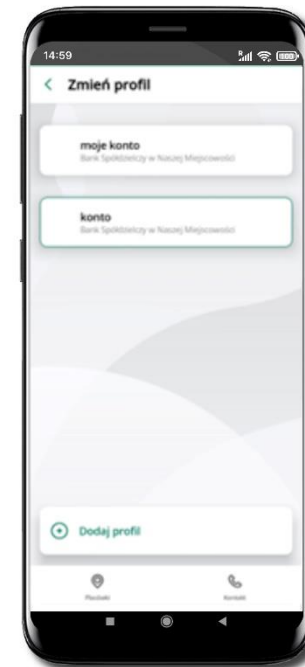 14:59
Zmień profil
moje konto
Bank Spółdzielczy w Naszej Miejscowości
konto
Bank Spółdzielczy w Naszej Miejscowości
Dodaj profil
Placówki
Kontakt